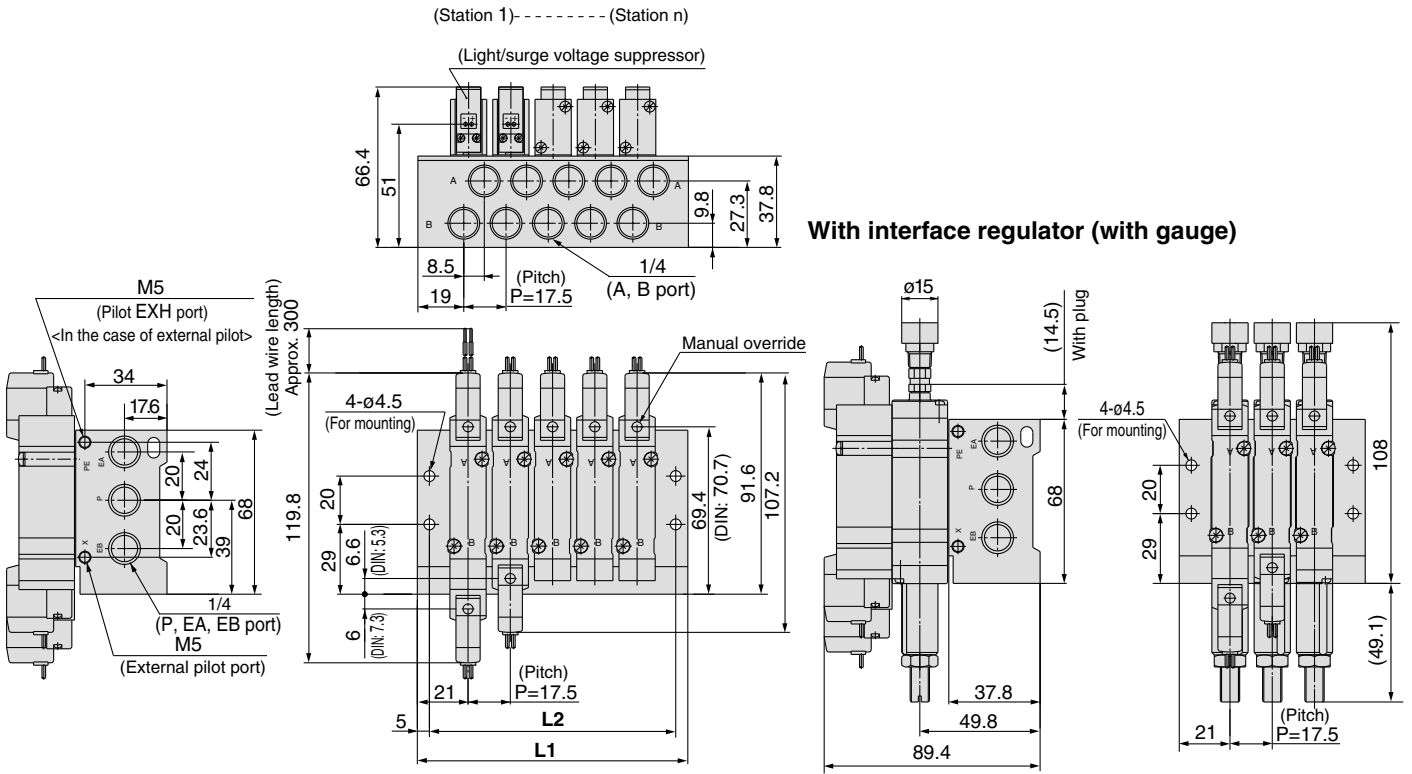 (Station 1)---------(Station n)
(Light/surge voltage suppressor)
66.4
51
A
A
B
B
9.8
27.3
37.8
8.5
19
(Pitch)
P=17.5
1/4
(A, B port)
With interface regulator (with gauge)
M5
(Pilot EXH port)
<In the case of external pilot>
34
17.6
PE
EA
P
X
EB
20
24
20
23.6
39
68
1/4
(P, EA, EB port)
M5
(External pilot port)
(Lead wire length)
Approx. 300
Manual override
4-ø4.5
(For mounting)
119.8
20
29
6.6
(DIN: 5.3)
6
(DIN: 7.3)
A
A
A
A
A
B
B
B
B
B
69.4
(DIN: 70.7)
91.6
107.2
21
(Pitch)
P=17.5
5
L2
L1
ø15
(14.5)
With plug
PE
EA
P
X
EB
68
37.8
49.8
89.4
4-ø4.5
(For mounting)
20
29
A
A
A
B
B
B
108
(49.1)
21
(Pitch)
P=17.5